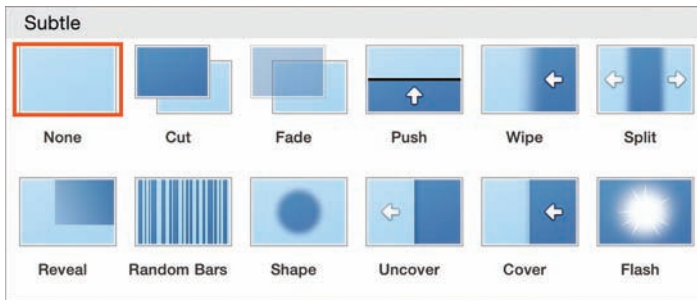 Subtle
None Cut Fade Push Wipe Split
Reveal Random Bars Shape Uncover Cover Flash